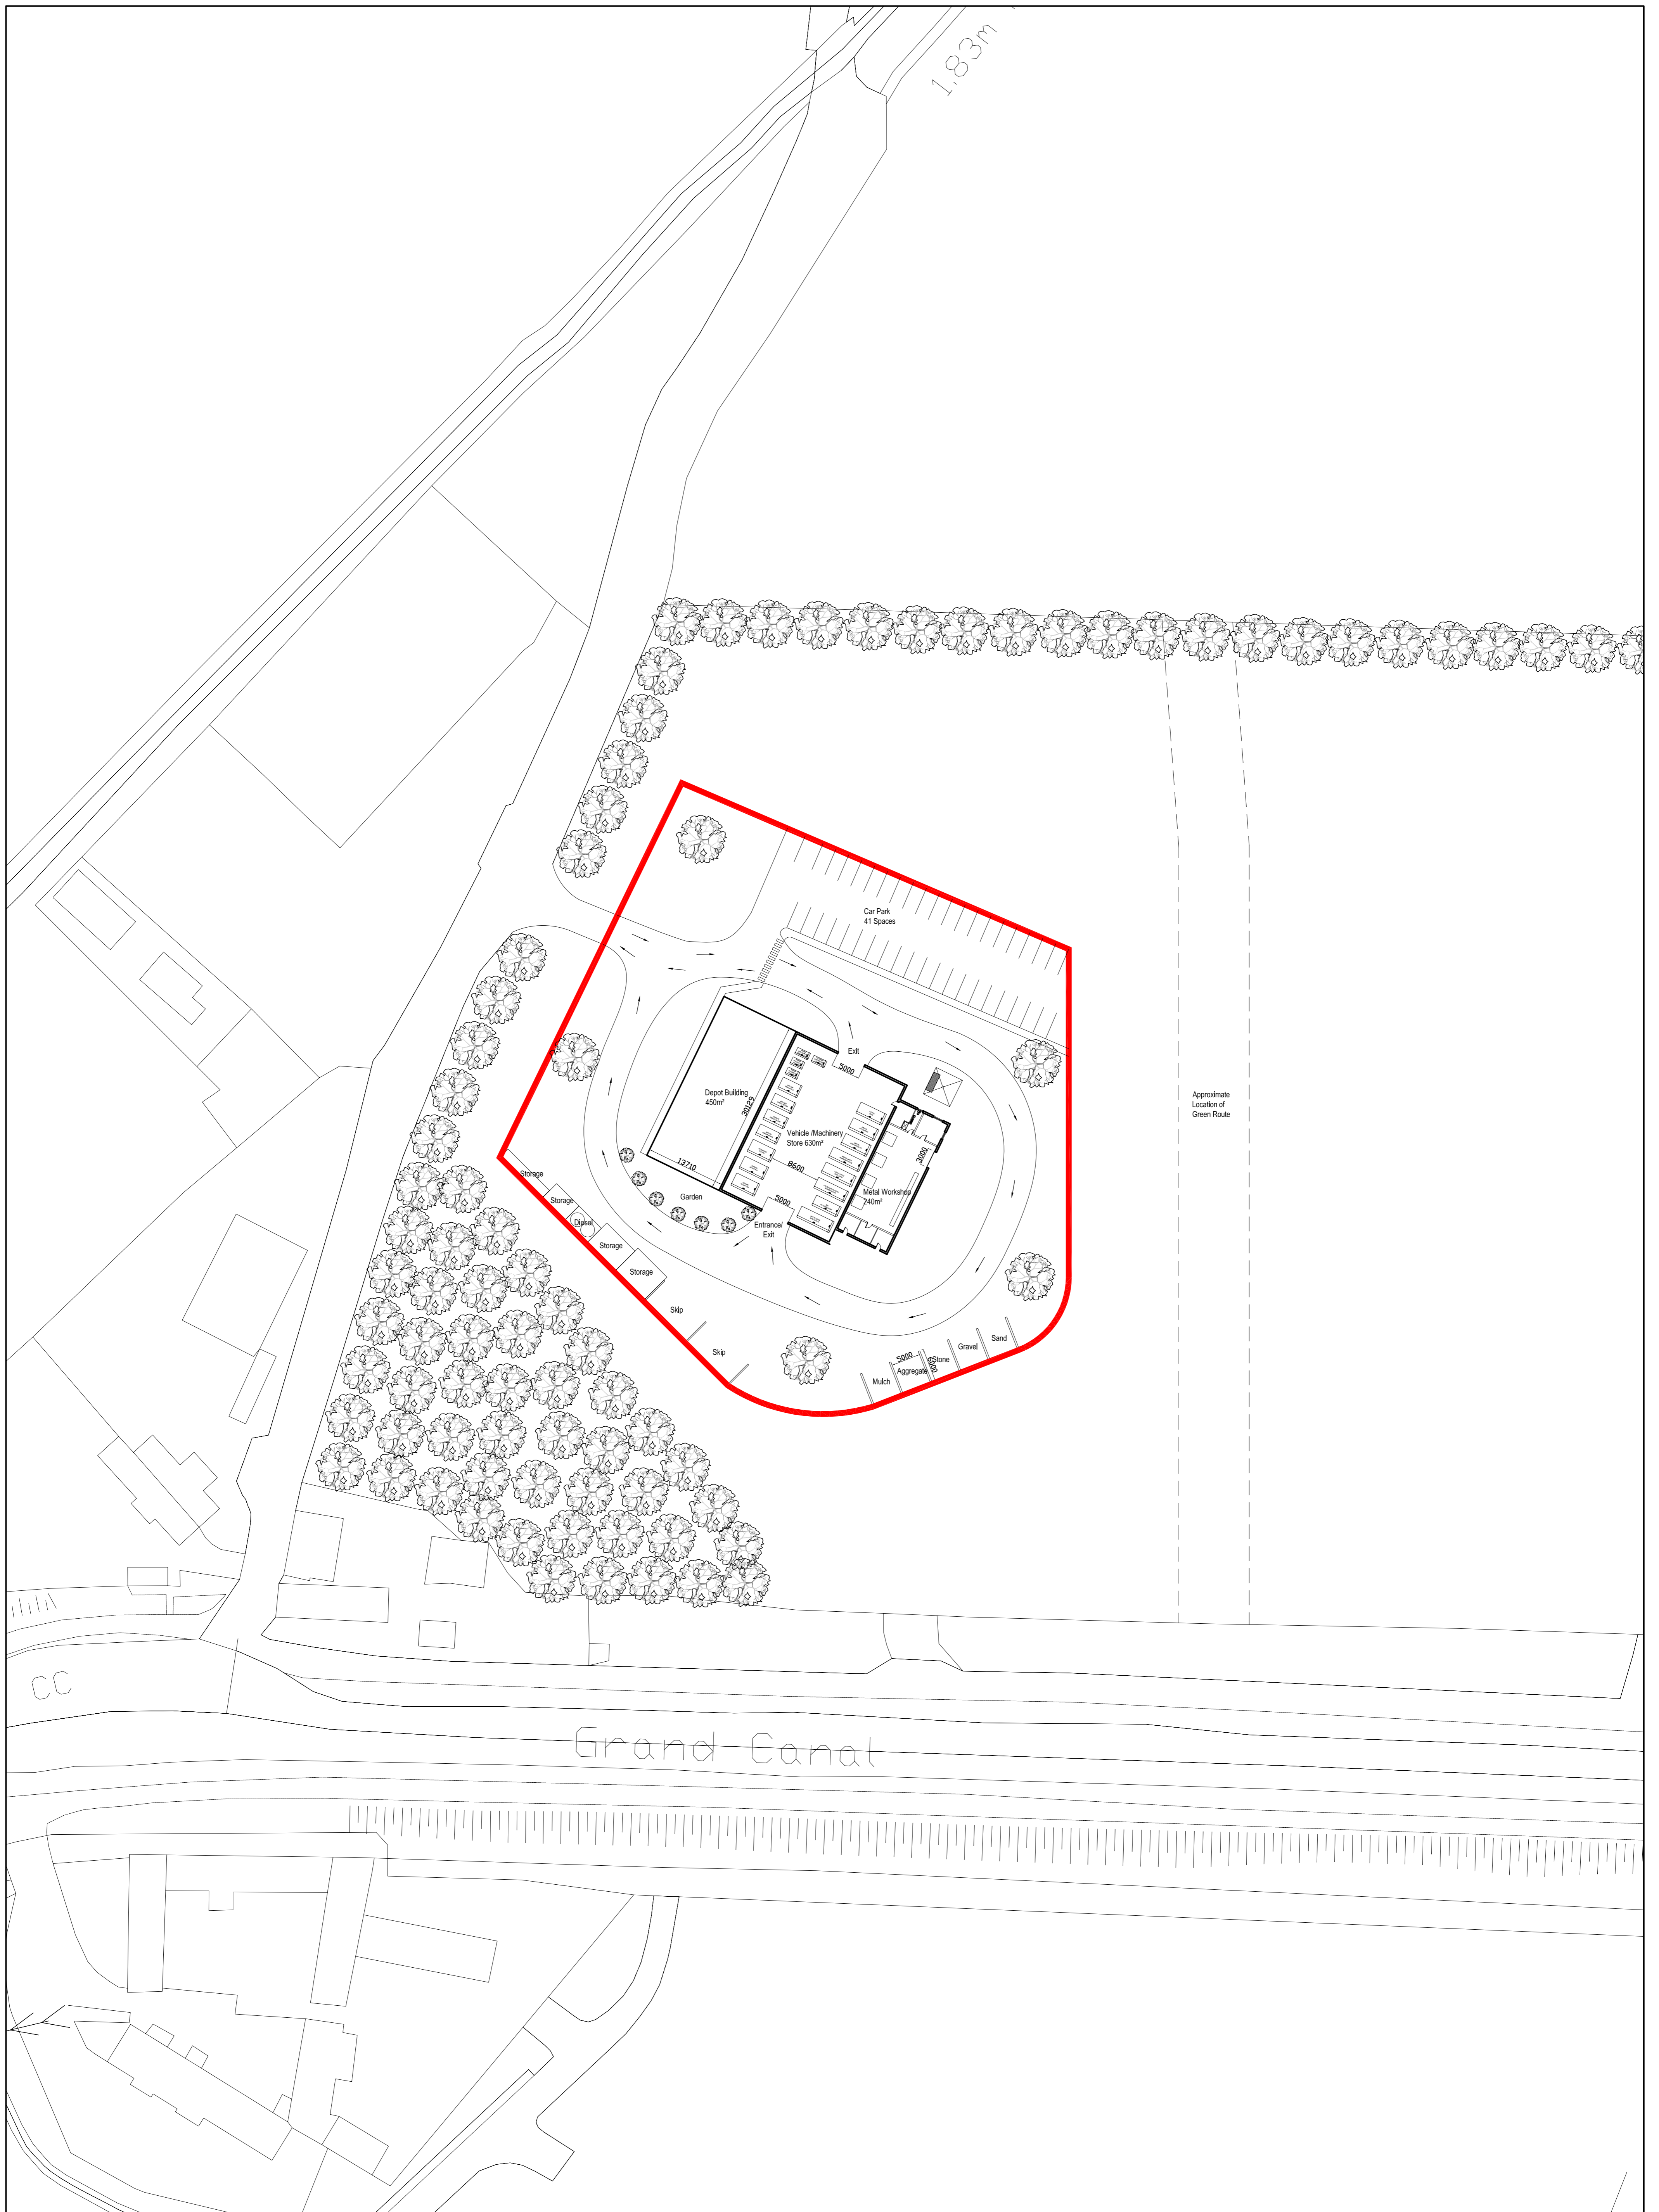 1.83m
Car Park
41 Spaces
Exit
5000
Depot Building
450m²
30129
Vehicle /Machinery
Store 630m²
8600
3000
Metal Workshop
240m²
13710
Garden
5000
Entrance/
Exit
Storage
Storage
Diesel
Storage
Storage
Skip
Skip
Mulch
Aggregate
5000
Stone
Gravel
Sand
Approximate
Location of
Green Route
CC
Grand Canal